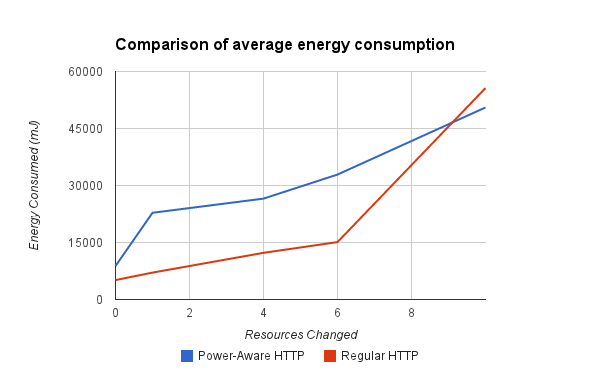 Comparison of average energy consumption
60000
45000
30000
15000
0
Energy Consumed (mJ)
0 2 4 6 8
Resources Changed
Power-Aware HTTP Regular HTTP